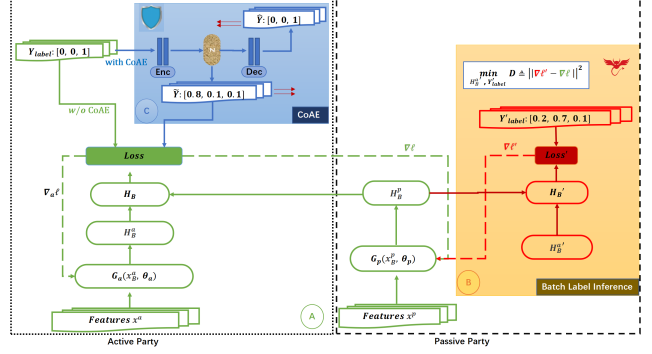 Y_label: [0, 0, 1]
with CoAE
w/o CoAE
Enc
N
Dec
Ŷ: [0, 0, 1]
Ỹ: [0.8, 0.1, 0.1]
C
CoAE
min D ≜ ||∇ℓ′ − ∇ℓ||²
H_B^a′, Y′_label
Y′_label: [0.2, 0.7, 0.1]
Loss
∇ℓ
∇ℓ′
Loss′
∇_aℓ
H_B
H_B^p
H_B′
H_B^a
H_B^a′
G_a(x_B^a, θ_a)
G_p(x_B^p, θ_p)
B
Batch Label Inference
Features x^a
A
Features x^p
Active Party
Passive Party